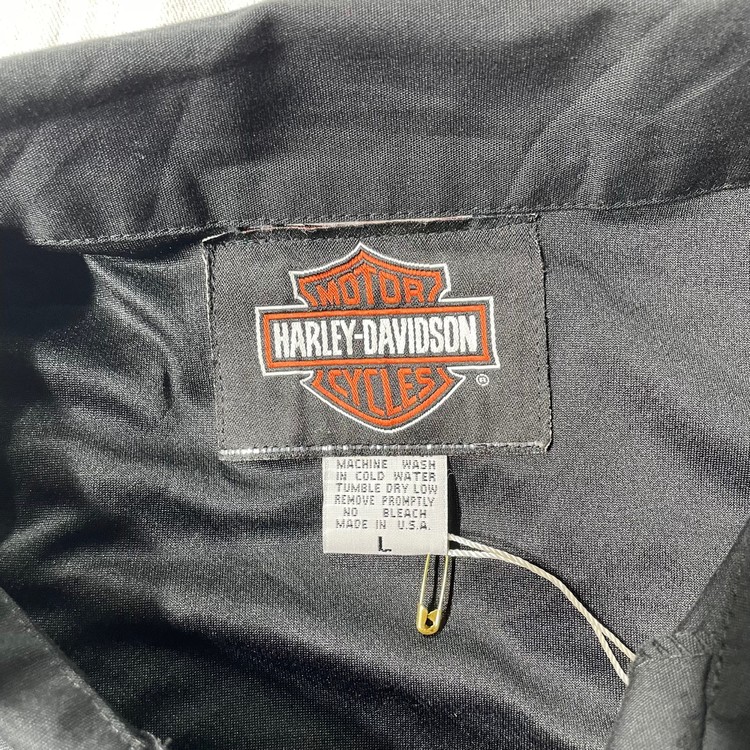 MOTOR
HARLEY-DAVIDSON
CYCLES
®
MACHINE WASH
IN COLD WATER
TUMBLE DRY LOW
REMOVE PROMPTLY
NO BLEACH
MADE IN U.S.A.
L